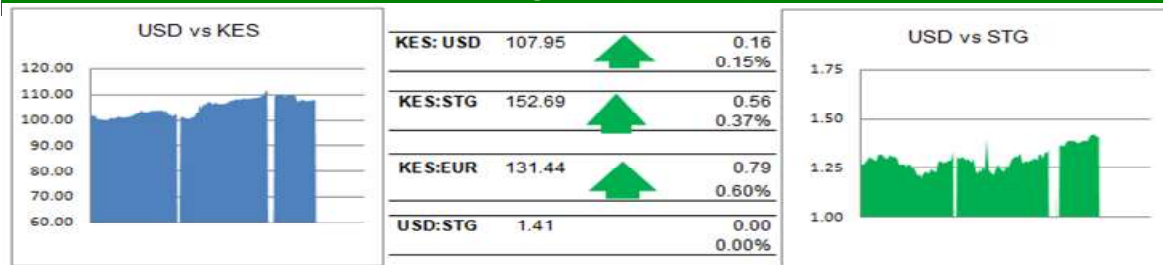 USD vs KES
120.00
110.00
100.00
90.00
80.00
70.00
60.00
KES: USD 107.95 0.16
0.15%
KES:STG 152.69 0.56
0.37%
KES:EUR 131.44 0.79
0.60%
USD:STG 1.41 0.00
0.00%
USD vs STG
1.75
1.50
1.25
1.00